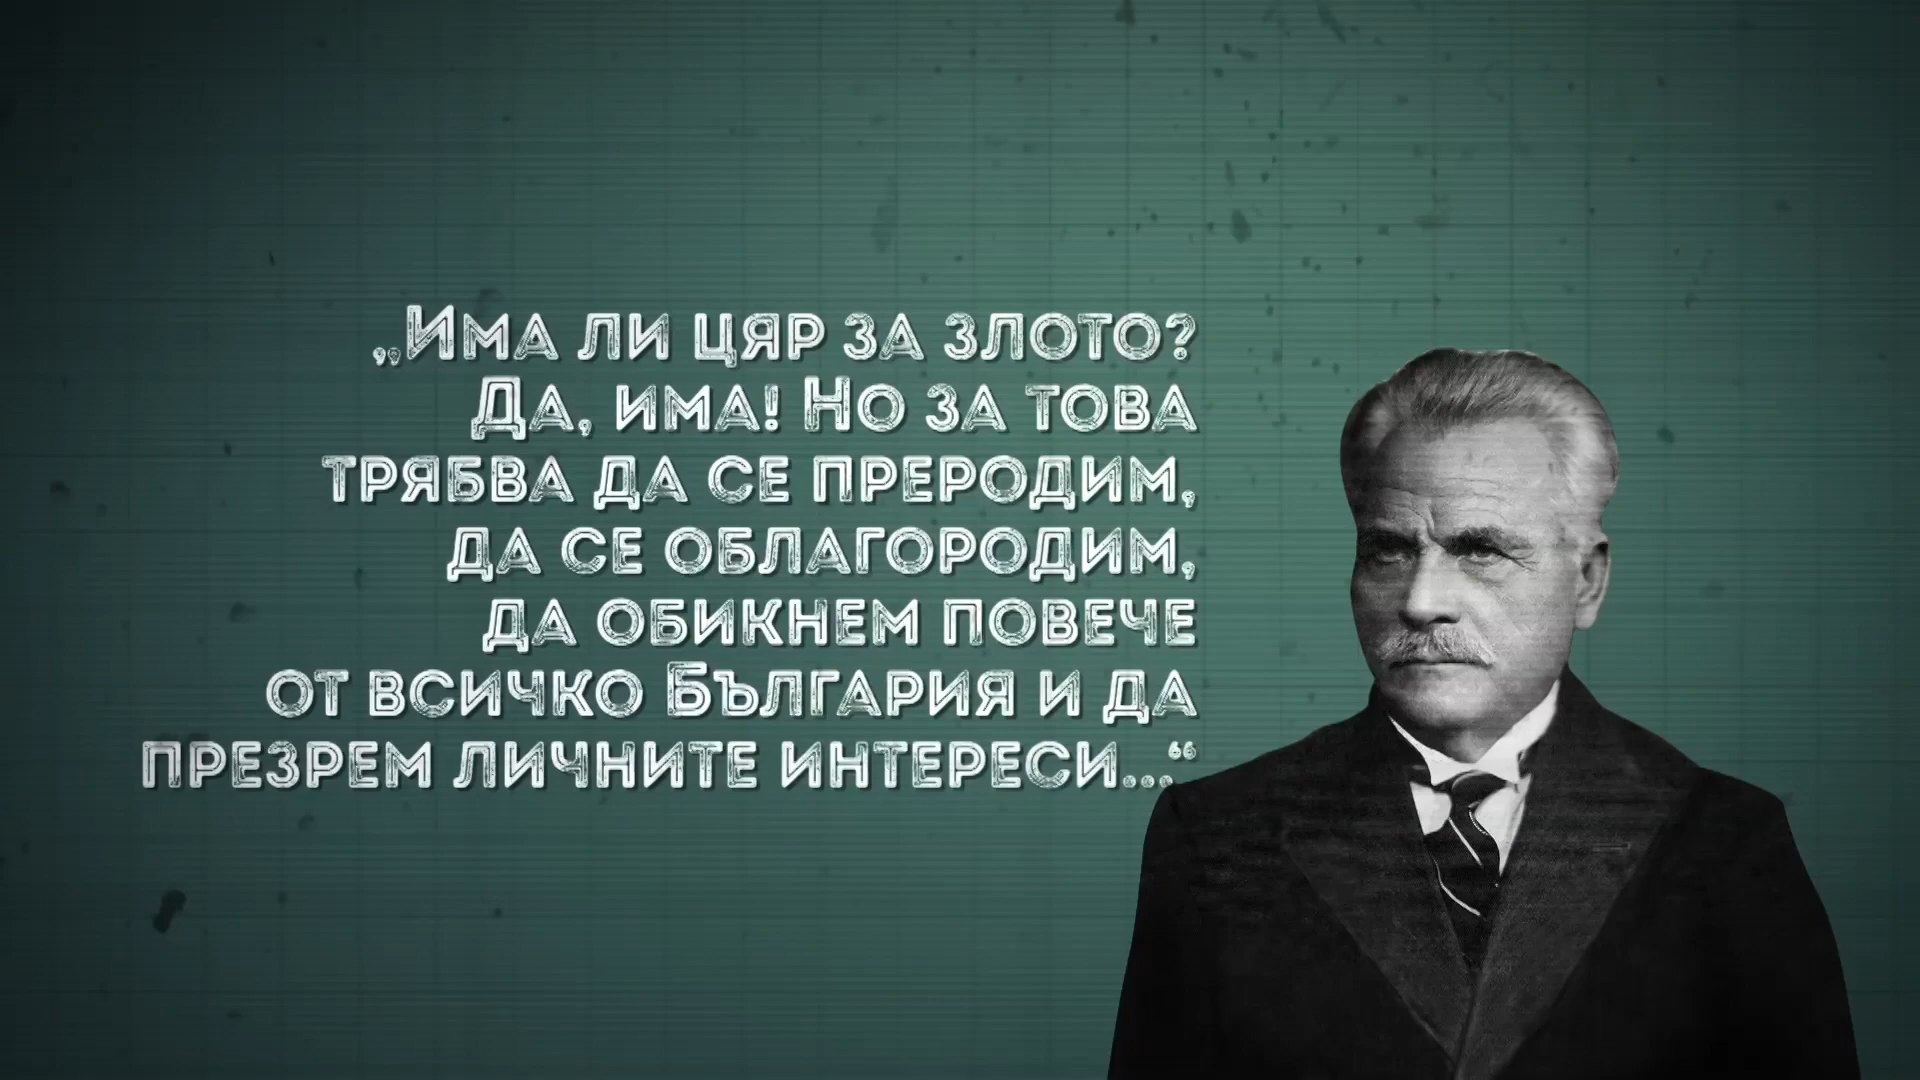 „Има ли цяр за злото?
Да, има! Но за това
трябва да се преродим,
да се облагородим,
да обикнем повече
от всичко България и да
презрем личните интереси...“